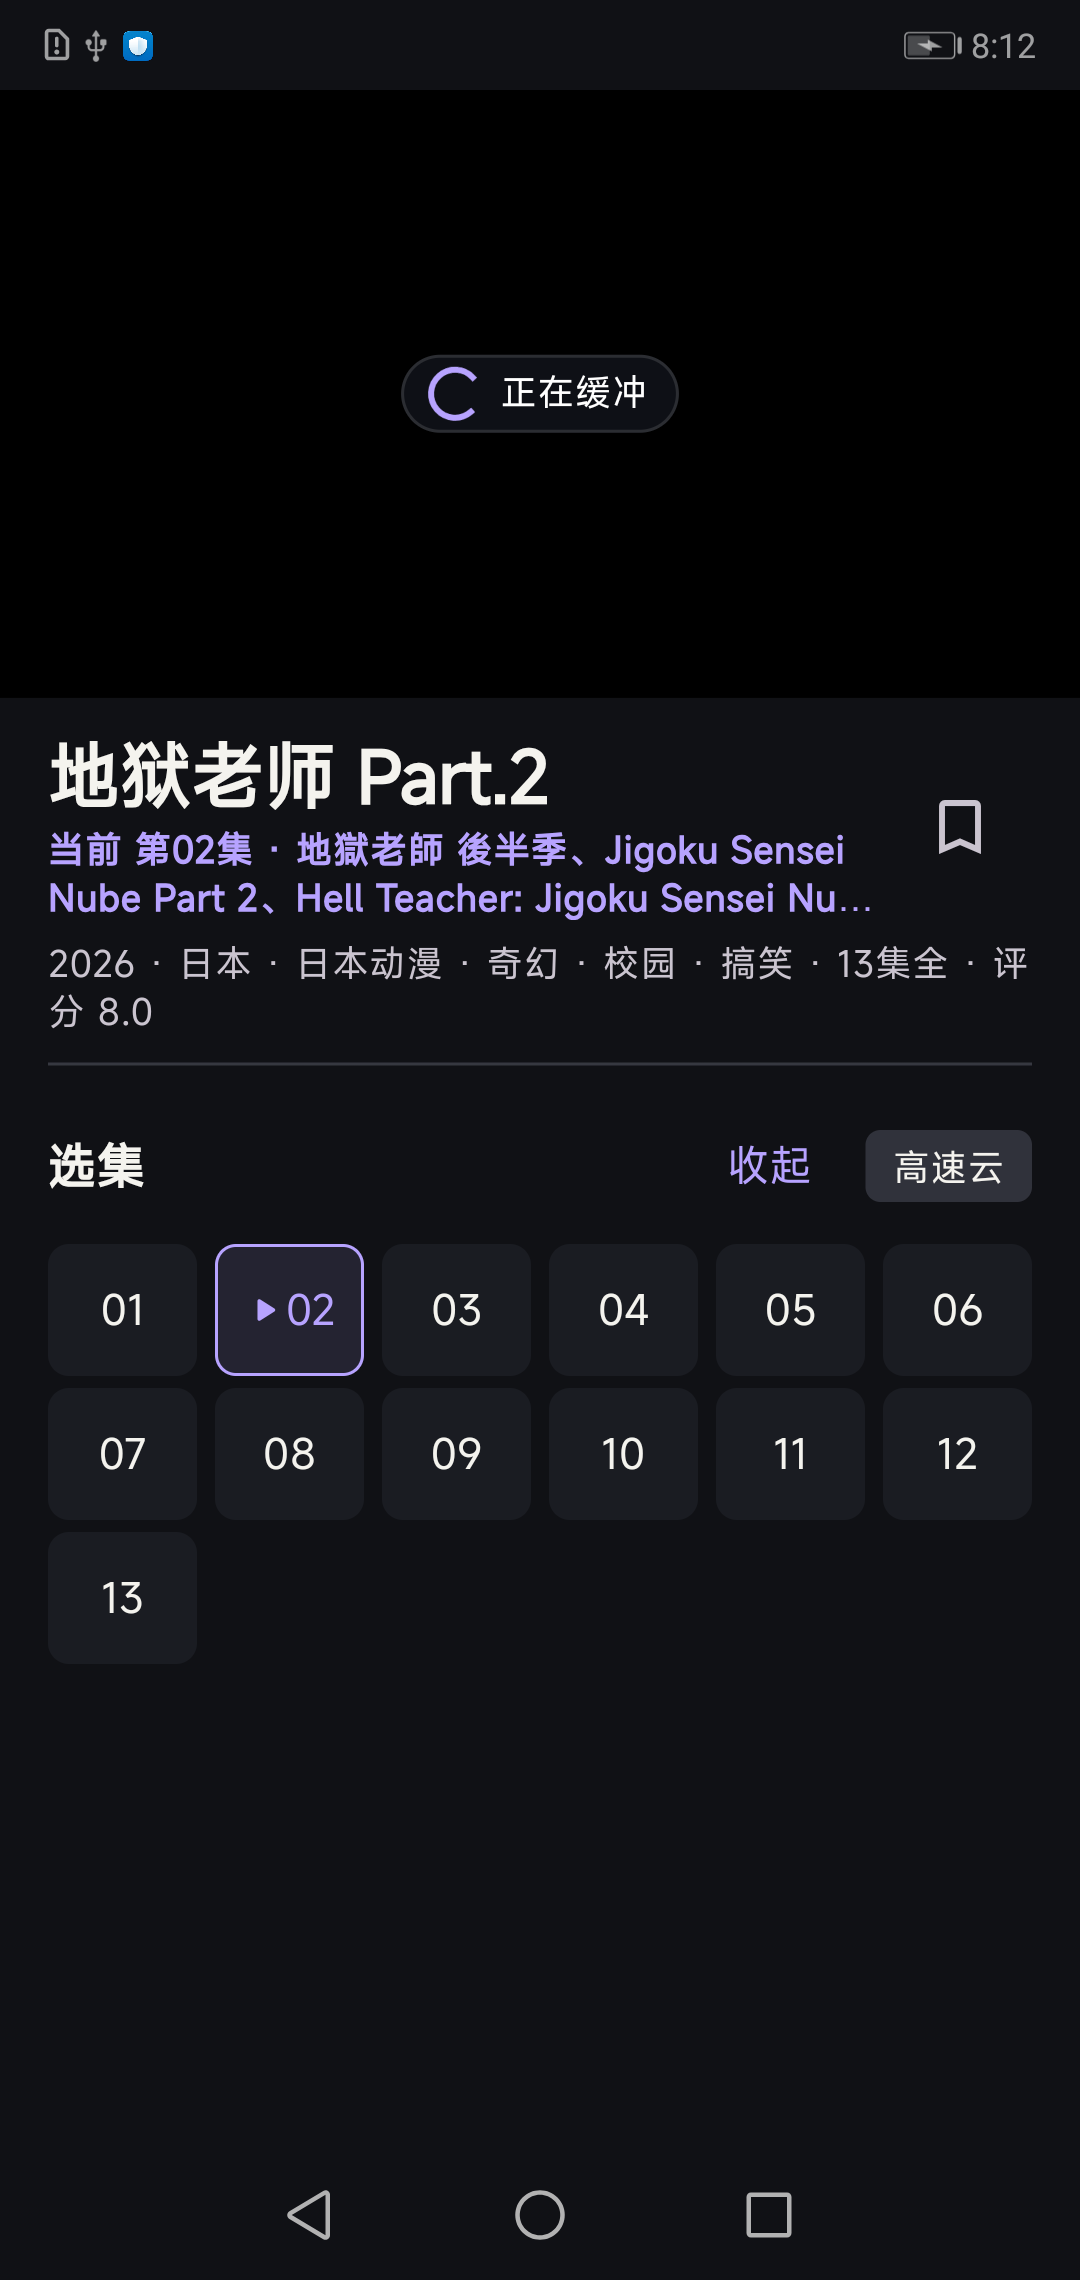 8:12
正在缓冲
地狱老师 Part.2
当前 第02集 · 地獄老師 後半季、Jigoku Sensei
Nube Part 2、Hell Teacher: Jigoku Sensei Nu…
2026 · 日本 · 日本动漫 · 奇幻 · 校园 · 搞笑 · 13集全 · 评
分 8.0
选集 收起 高速云
01 02 03 04 05 06
07 08 09 10 11 12
13